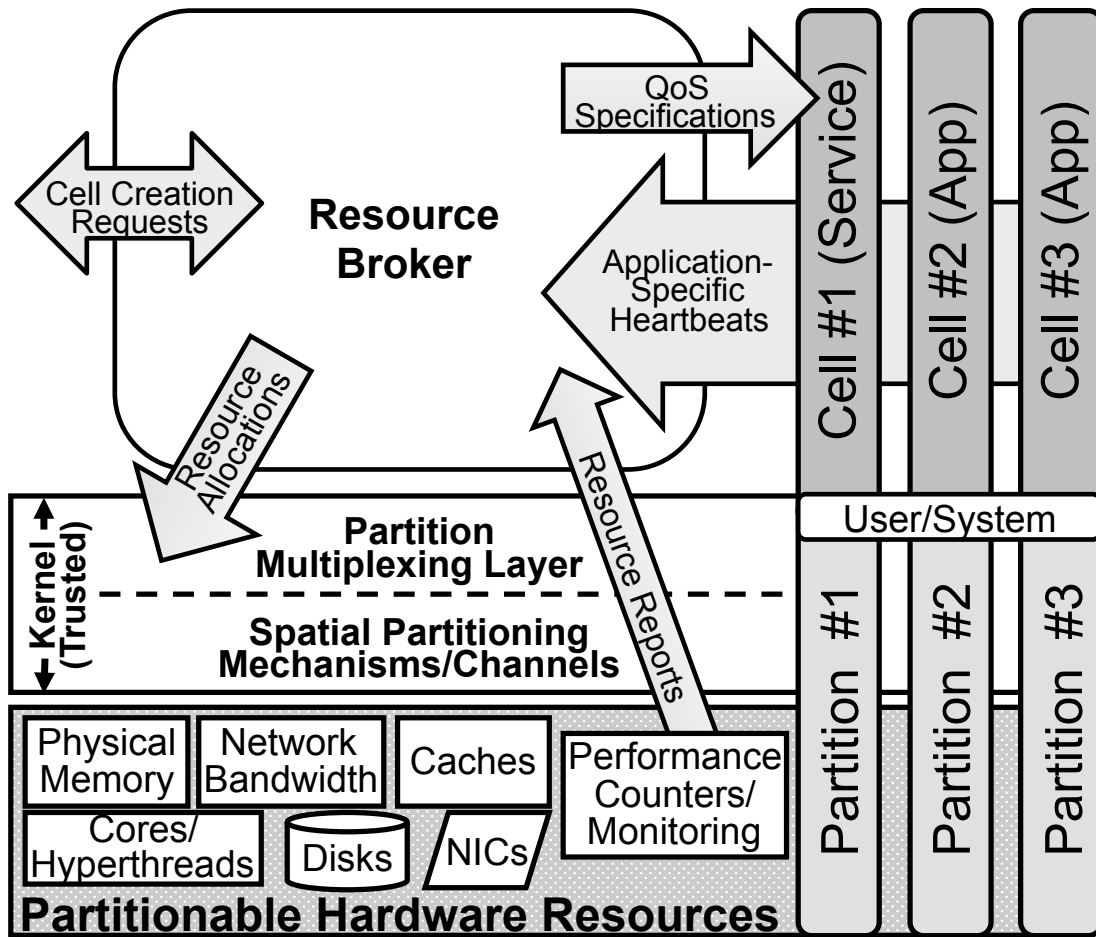 QoS
Specifications
Cell Creation
Requests
Resource
Broker
Application-
Specific
Heartbeats
Resource
Allocations
Resource Reports
Cell #1 (Service)
Cell #2 (App)
Cell #3 (App)
User/System
Kernel
(Trusted)
Partition
Multiplexing Layer
Spatial Partitioning
Mechanisms/Channels
Partition #1
Partition #2
Partition #3
Physical
Memory
Network
Bandwidth
Caches
Performance
Counters/
Monitoring
Cores/
Hyperthreads
Disks
NICs
Partitionable Hardware Resources